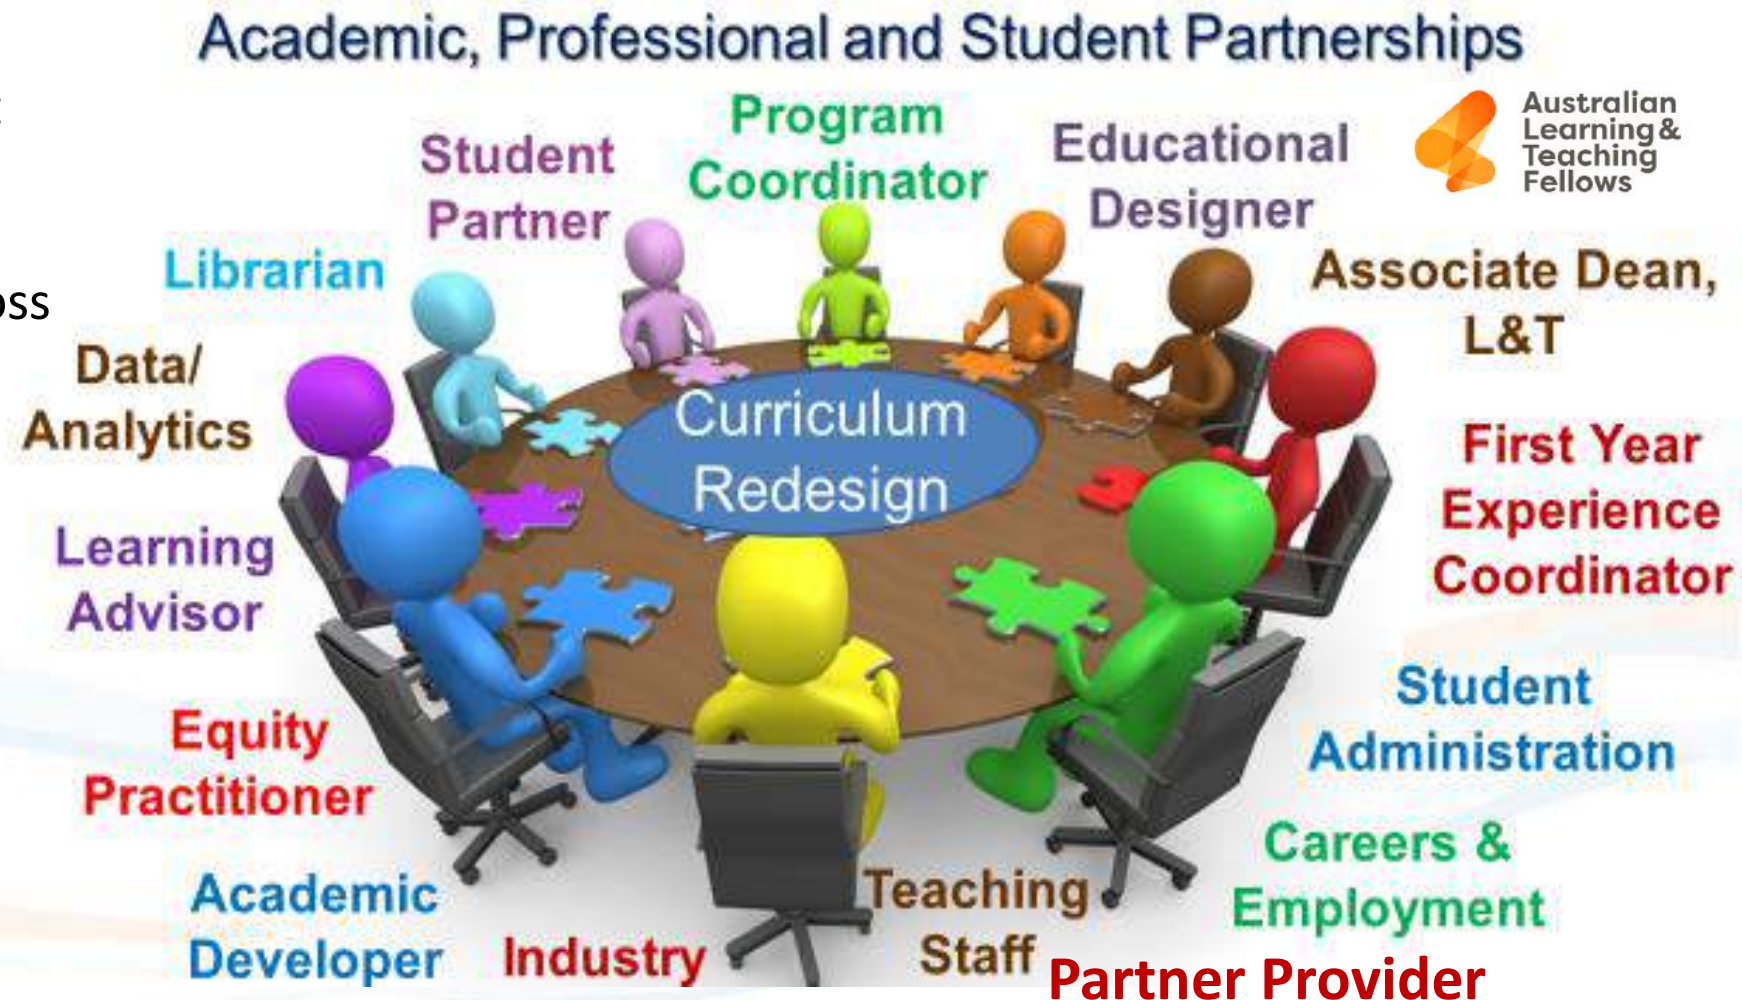 Academic, Professional and Student Partnerships
Australian
Learning &
Teaching
Fellows
Program
Coordinator
Student
Partner
Educational
Designer
Librarian
Associate Dean,
L&T
Data/
Analytics
Curriculum
Redesign
First Year
Experience
Coordinator
Learning
Advisor
Student
Administration
Equity
Practitioner
Careers &
Employment
Academic
Developer
Industry
Teaching
Staff
Partner Provider